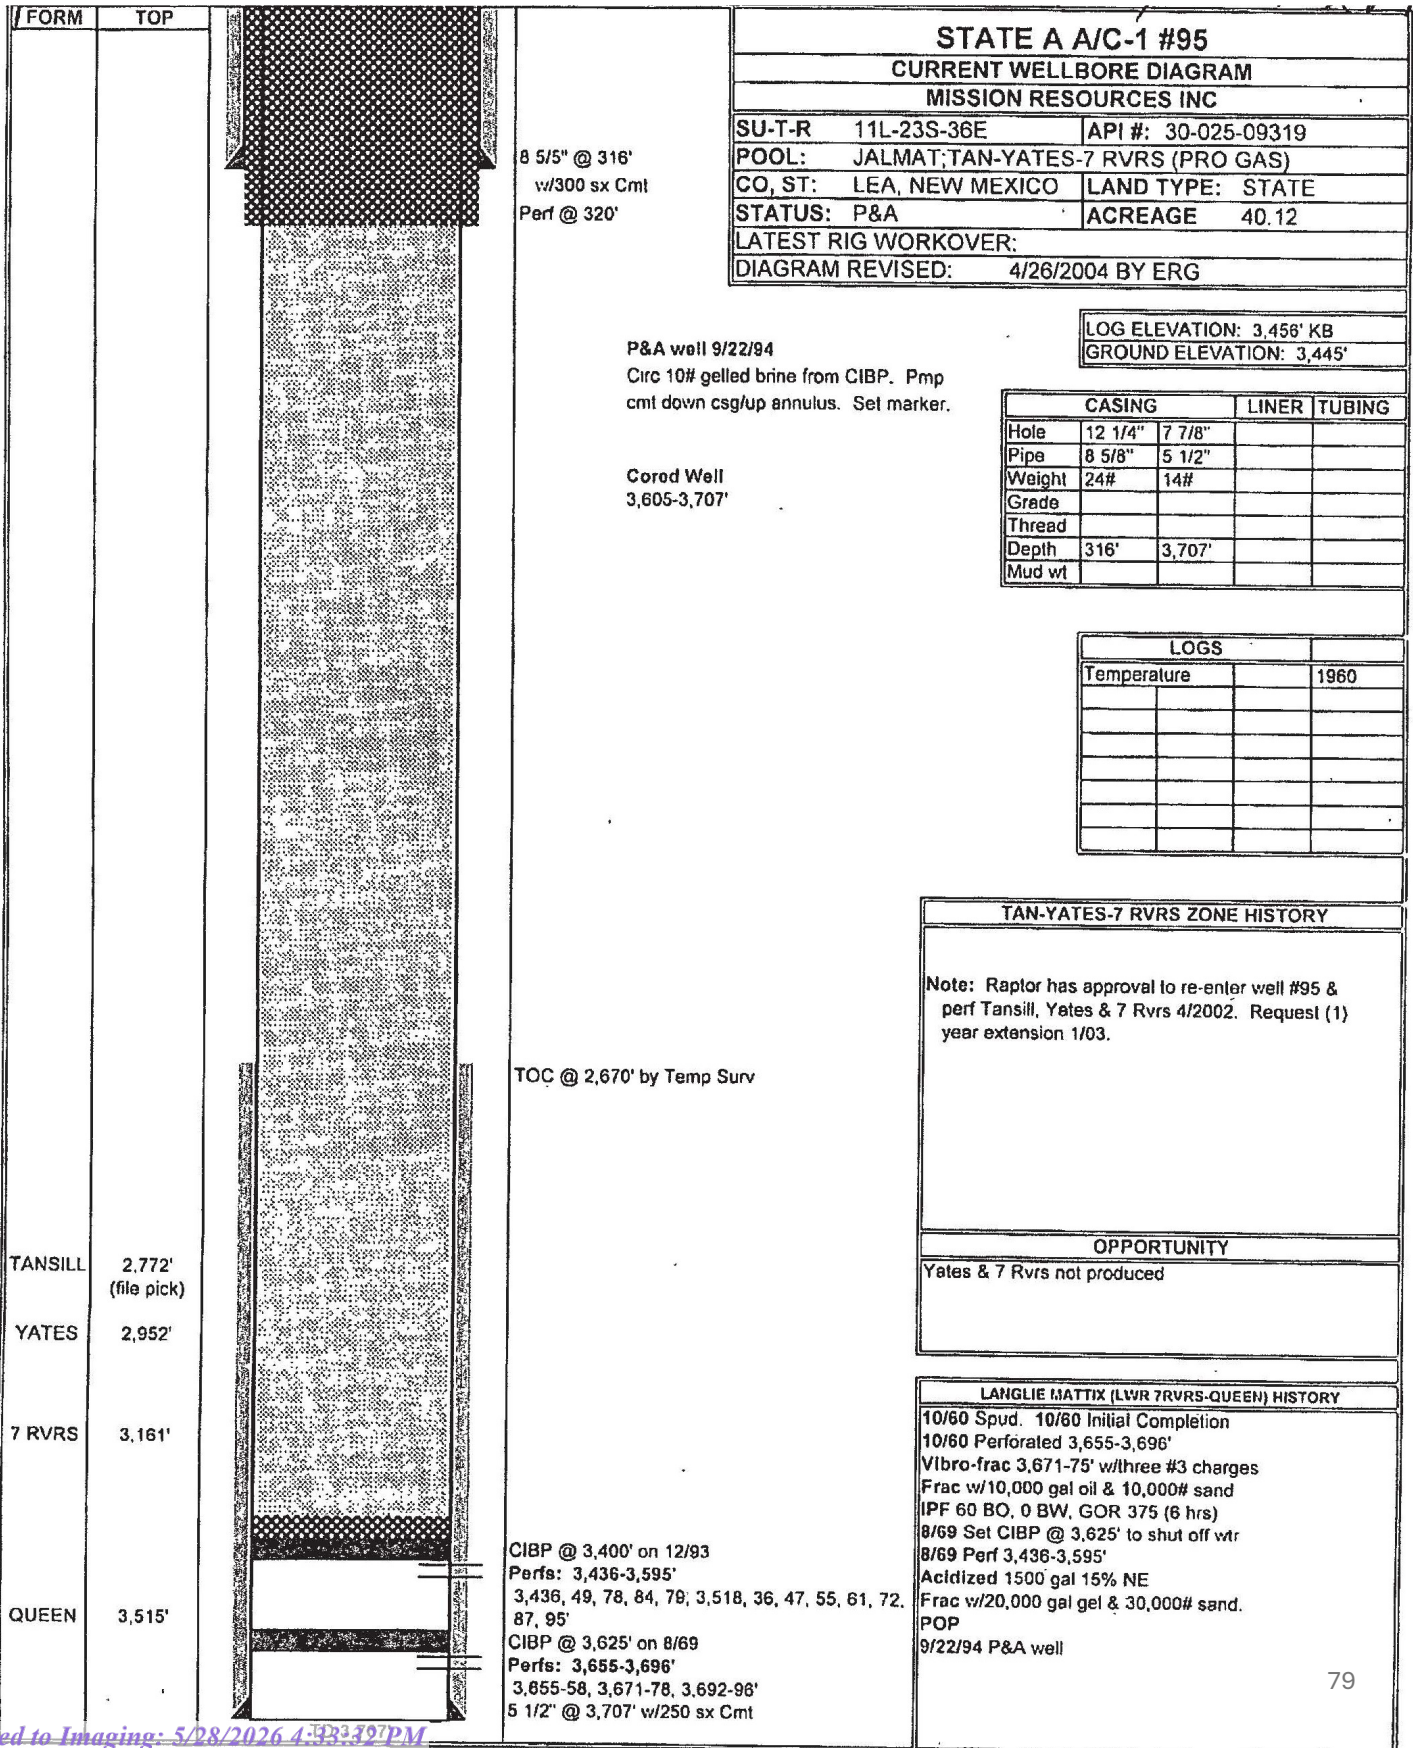 FORM TOP
STATE A A/C-1 #95
CURRENT WELLBORE DIAGRAM
MISSION RESOURCES INC
SU-T-R 11L-23S-36E API #: 30-025-09319
POOL: JALMAT;TAN-YATES-7 RVRS (PRO GAS)
CO, ST: LEA, NEW MEXICO LAND TYPE: STATE
STATUS: P&A ACREAGE 40.12
LATEST RIG WORKOVER:
DIAGRAM REVISED: 4/26/2004 BY ERG
8 5/5" @ 316'
w/300 sx Cmt
Perf @ 320'
LOG ELEVATION: 3,456' KB
GROUND ELEVATION: 3,445'
P&A well 9/22/94
Circ 10# gelled brine from CIBP. Pmp
cmt down csg/up annulus. Set marker.
Cored Well
3,605-3,707'
CASING LINER TUBING
Hole 12 1/4" 7 7/8"
Pipe 8 5/8" 5 1/2"
Weight 24# 14#
Grade
Thread
Depth 316' 3,707'
Mud wt
LOGS
Temperature 1960
TAN-YATES-7 RVRS ZONE HISTORY
Note: Raptor has approval to re-enter well #95 &
perf Tansill, Yates & 7 Rvrs 4/2002. Request (1)
year extension 1/03.
TOC @ 2,670' by Temp Surv
OPPORTUNITY
Yates & 7 Rvrs not produced
TANSILL 2,772'
(file pick)
YATES 2,952'
7 RVRS 3,161'
QUEEN 3,515'
LANGLIE MATTIX (LWR 7RVRS-QUEEN) HISTORY
10/60 Spud. 10/60 Initial Completion
10/60 Perforated 3,655-3,696'
Vibro-frac 3,671-75' w/three #3 charges
Frac w/10,000 gal oil & 10,000# sand
IPF 60 BO, 0 BW, GOR 375 (6 hrs)
8/69 Set CIBP @ 3,625' to shut off wtr
8/69 Perf 3,436-3,595'
Acidized 1500 gal 15% NE
Frac w/20,000 gal gel & 30,000# sand.
POP
9/22/94 P&A well
CIBP @ 3,400' on 12/93
Perfs: 3,436-3,595'
3,436, 49, 78, 84, 79; 3,518, 36, 47, 55, 61, 72,
87, 95'
CIBP @ 3,625' on 8/69
Perfs: 3,655-3,696'
3,655-58, 3,671-78, 3,692-96'
5 1/2" @ 3,707' w/250 sx Cmt
79
TD 3,707'
ed to Imaging: 5/28/2026 4:33:32 PM